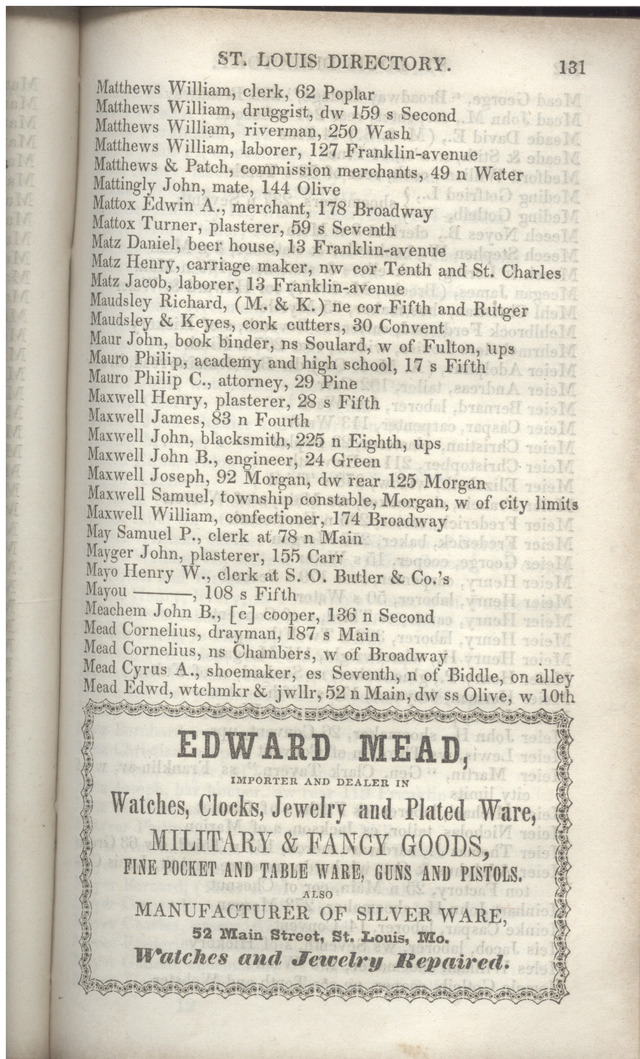 ST. LOUIS DIRECTORY. 131
Matthews William, clerk, 62 Poplar
Matthews William, druggist, dw 159 s Second
Matthews William, riverman, 250 Wash
Matthews William, laborer, 127 Franklin-avenue
Matthews & Patch, commission merchants, 49 n Water
Mattingly John, mate, 144 Olive
Mattox Edwin A., merchant, 178 Broadway
Mattox Turner, plasterer, 59 s Seventh
Matz Daniel, beer house, 13 Franklin-avenue
Matz Henry, carriage maker, nw cor Tenth and St. Charles
Matz Jacob, laborer, 13 Franklin-avenue
Maudsley Richard, (M. & K.) ne cor Fifth and Rutger
Maudsley & Keyes, cork cutters, 30 Convent
Maur John, book binder, ns Soulard, w of Fulton, ups
Mauro Philip, academy and high school, 17 s Fifth
Mauro Philip C., attorney, 29 Pine
Maxwell Henry, plasterer, 28 s Fifth
Maxwell James, 83 n Fourth
Maxwell John, blacksmith, 225 n Eighth, ups
Maxwell John B., engineer, 24 Green
Maxwell Joseph, 92 Morgan, dw rear 125 Morgan
Maxwell Samuel, township constable, Morgan, w of city limits
Maxwell William, confectioner, 174 Broadway
May Samuel P., clerk at 78 n Main
Mayger John, plasterer, 155 Carr
Mayo Henry W., clerk at S. O. Butler & Co.'s
Mayou ———, 108 s Fifth
Meachem John B., [c] cooper, 136 n Second
Mead Cornelius, drayman, 187 s Main
Mead Cornelius, ns Chambers, w of Broadway
Mead Cyrus A., shoemaker, es Seventh, n of Biddle, on alley
Mead Edwd, wtchmkr & jwllr, 52 n Main, dw ss Olive, w 10th
EDWARD MEAD,
IMPORTER AND DEALER IN
Watches, Clocks, Jewelry and Plated Ware,
MILITARY & FANCY GOODS,
FINE POCKET AND TABLE WARE, GUNS AND PISTOLS.
ALSO
MANUFACTURER OF SILVER WARE,
52 Main Street, St. Louis, Mo.
Watches and Jewelry Repaired.